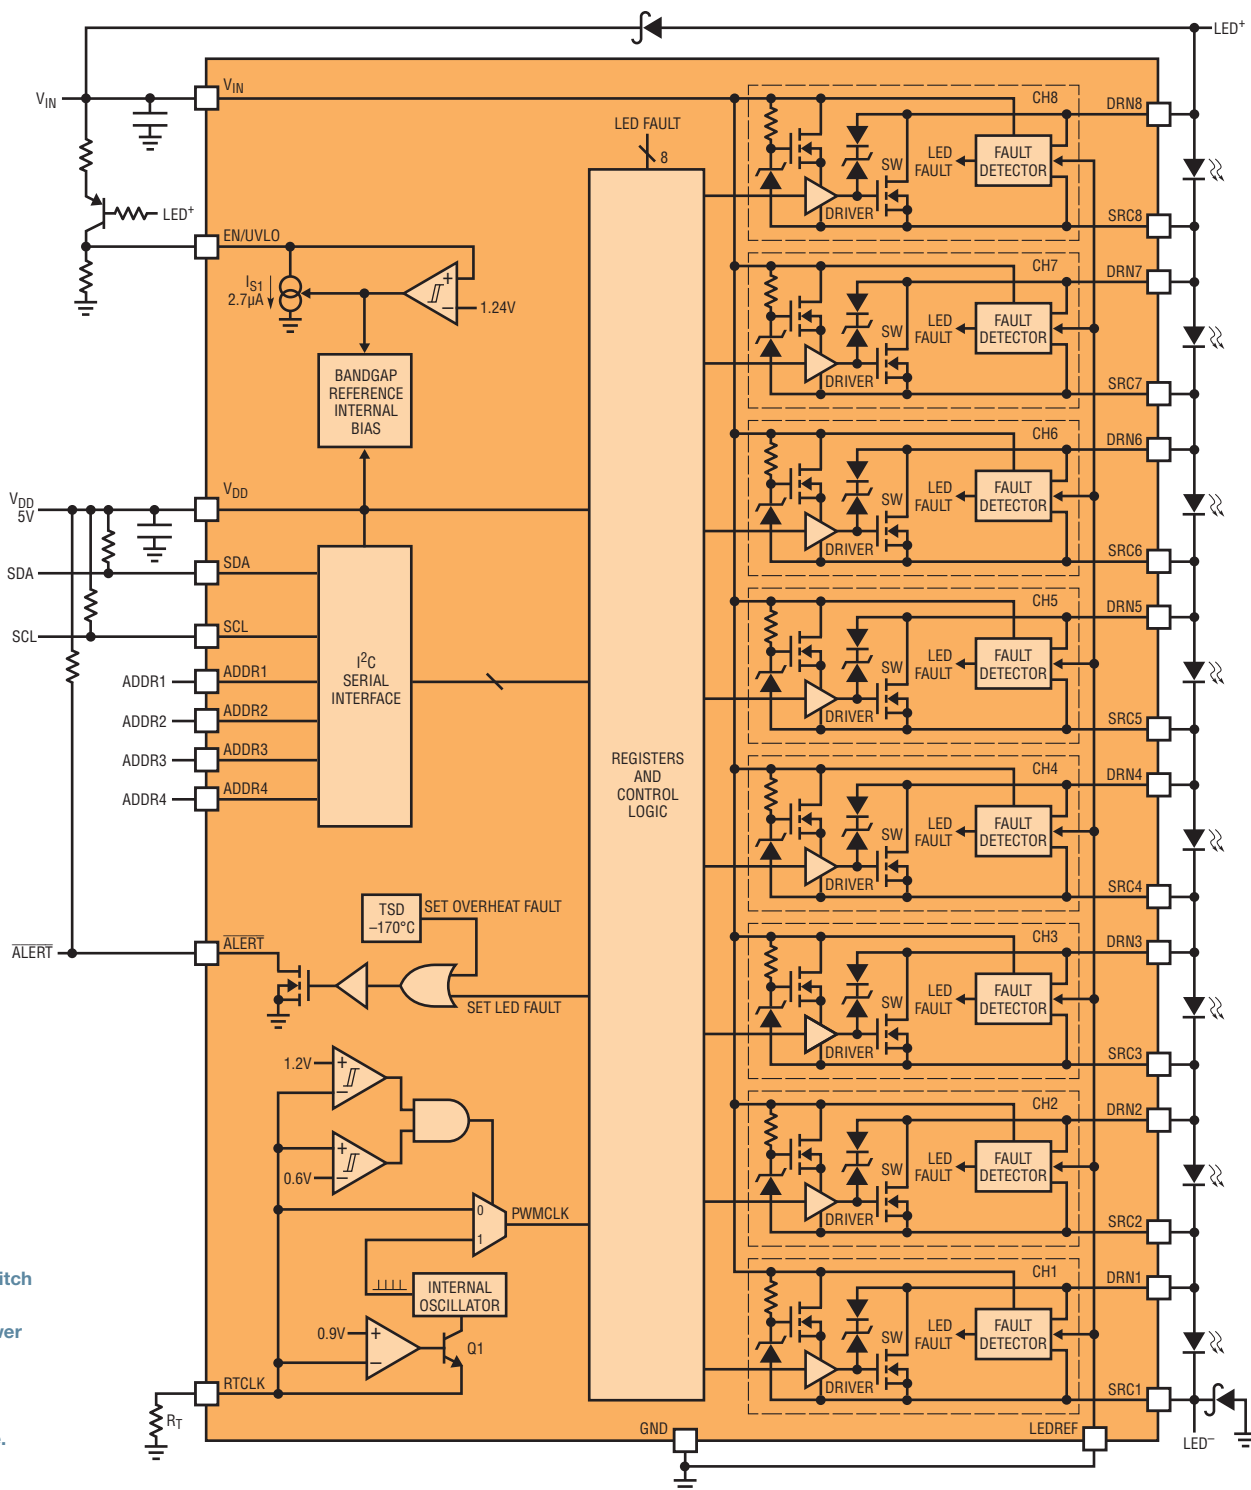 LED+
VIN
VIN
LED+
EN/UVLO
IS1
2.7µA
+
–
1.24V
BANDGAP
REFERENCE
INTERNAL
BIAS
VDD
5V
VDD
SDA
SDA
SCL
SCL
ADDR1
ADDR1
ADDR2
ADDR2
ADDR3
ADDR3
ADDR4
ADDR4
I2C
SERIAL
INTERFACE
LED FAULT
8
REGISTERS
AND
CONTROL
LOGIC
TSD
–170°C
SET OVERHEAT FAULT
SET LED FAULT
ALERT
ALERT
1.2V
+
–
+
–
0.6V
0
1
PWMCLK
INTERNAL
OSCILLATOR
0.9V
+
–
Q1
RTCLK
RT
CH8
DRN8
SW
LED
FAULT
FAULT
DETECTOR
DRIVER
SRC8
CH7
DRN7
SW
LED
FAULT
FAULT
DETECTOR
DRIVER
SRC7
CH6
DRN6
SW
LED
FAULT
FAULT
DETECTOR
DRIVER
SRC6
CH5
DRN5
SW
LED
FAULT
FAULT
DETECTOR
DRIVER
SRC5
CH4
DRN4
SW
LED
FAULT
FAULT
DETECTOR
DRIVER
SRC4
CH3
DRN3
SW
LED
FAULT
FAULT
DETECTOR
DRIVER
SRC3
CH2
DRN2
SW
LED
FAULT
FAULT
DETECTOR
DRIVER
SRC2
CH1
DRN1
SW
LED
FAULT
FAULT
DETECTOR
DRIVER
SRC1
GND
LEDREF
LED–